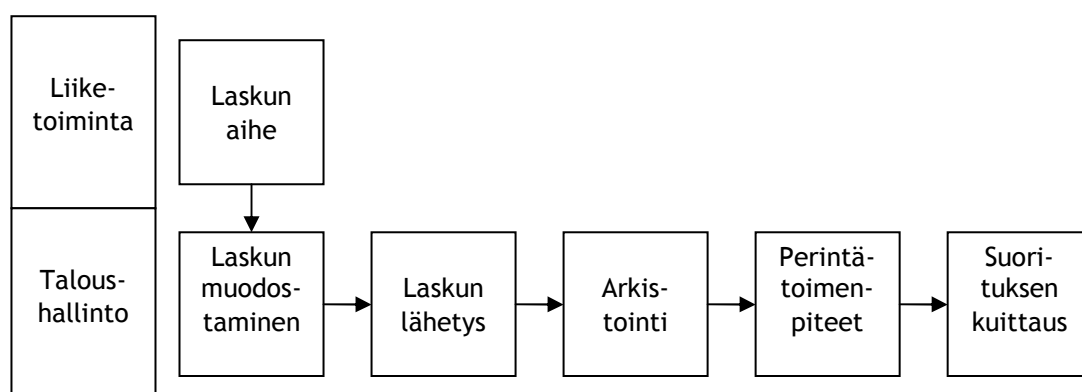 Liike-
toiminta
Laskun
aihe
Talous-
hallinto
Laskun
muodos-
taminen
Laskun
lähetys
Arkis-
tointi
Perintä-
toimen-
piteet
Suori-
tuksen
kuittaus